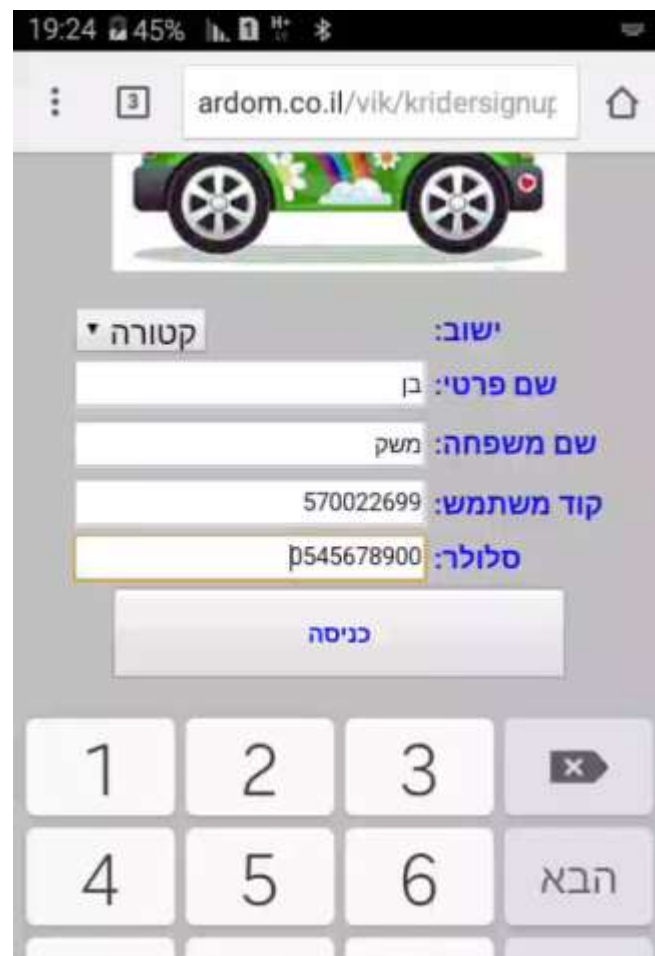 19:24 45% 1 H+
3 ardom.co.il/vik/kridersignup
ישוב: קטורה
שם פרטי: בן
שם משפחה: משק
קוד משתמש: 570022699
סלולר: 0545678900
כניסה
1 2 3
4 5 6 הבא